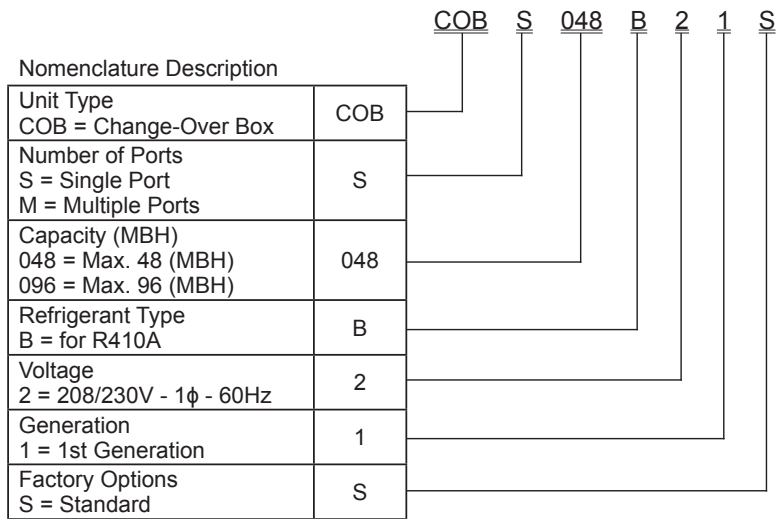 COB S 048 B 2 1 S
Nomenclature Description
Unit Type
COB = Change-Over Box
COB
Number of Ports
S = Single Port
M = Multiple Ports
S
Capacity (MBH)
048 = Max. 48 (MBH)
096 = Max. 96 (MBH)
048
Refrigerant Type
B = for R410A
B
Voltage
2 = 208/230V - 1ϕ - 60Hz
2
Generation
1 = 1st Generation
1
Factory Options
S = Standard
S